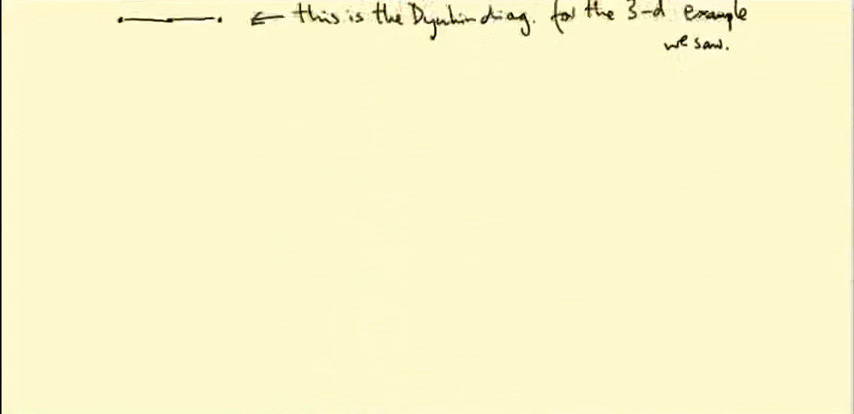 ← this is the Dynkin diag. for the 3-d example
we saw.